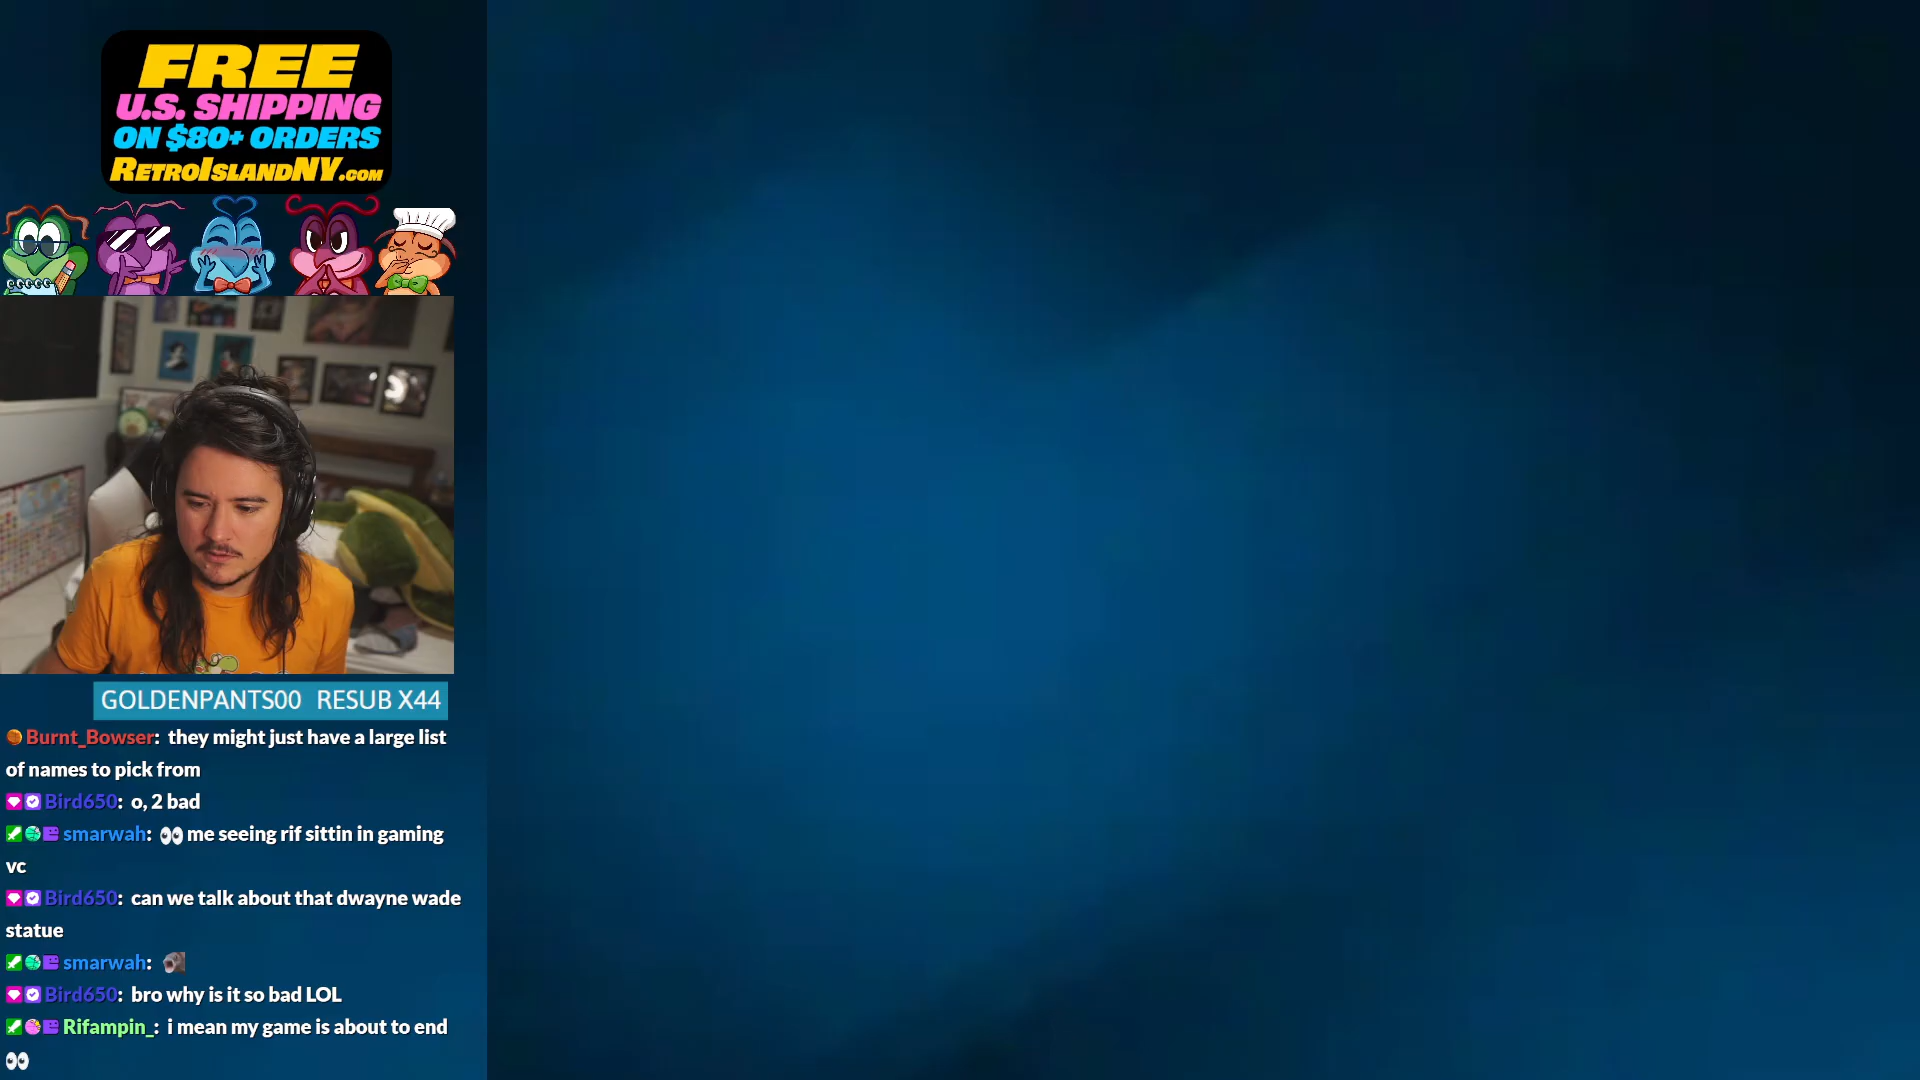 FREE
U.S. SHIPPING
ON $80+ ORDERS
RETROISLANDNY.COM
GOLDENPANTS00 RESUB X44
Burnt_Bowser: they might just have a large list
of names to pick from
Bird650: o, 2 bad
smarwah: 👀 me seeing rif sittin in gaming
vc
Bird650: can we talk about that dwayne wade
statue
smarwah:
Bird650: bro why is it so bad LOL
Rifampin_: i mean my game is about to end
👀